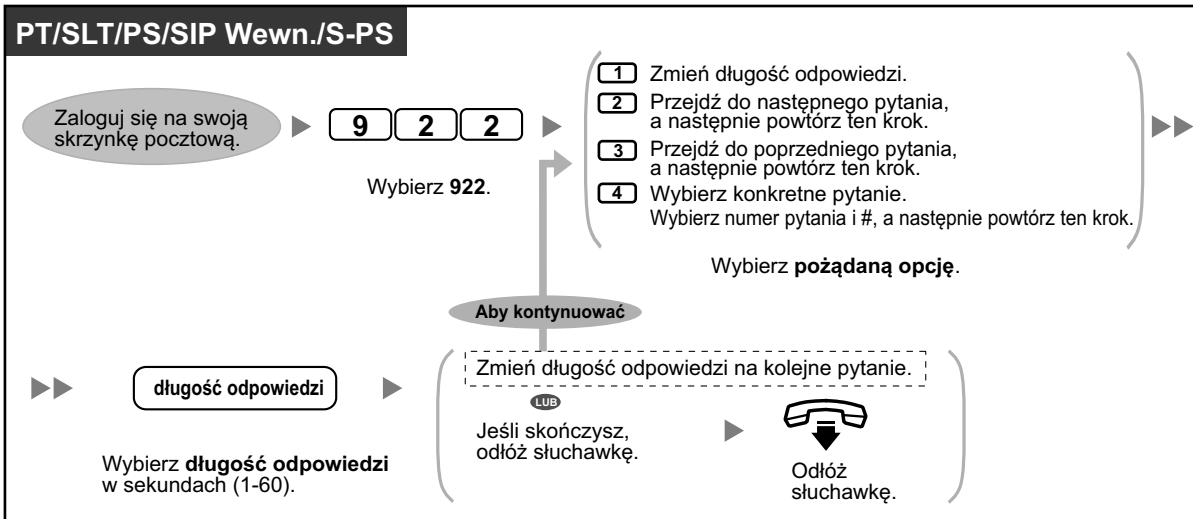 PT/SLT/PS/SIP Wewn./S-PS
Zaloguj się na swoją
skrzynkę pocztową.
9 2 2
Wybierz 922.
1 Zmień długość odpowiedzi.
2 Przejdź do następnego pytania,
a następnie powtórz ten krok.
3 Przejdź do poprzedniego pytania,
a następnie powtórz ten krok.
4 Wybierz konkretne pytanie.
Wybierz numer pytania i #, a następnie powtórz ten krok.
Wybierz pożądaną opcję.
Aby kontynuować
długość odpowiedzi
Wybierz długość odpowiedzi
w sekundach (1-60).
Zmień długość odpowiedzi na kolejne pytanie.
LUB
Jeśli skończysz,
odłóż słuchawkę.
Odłóż
słuchawkę.